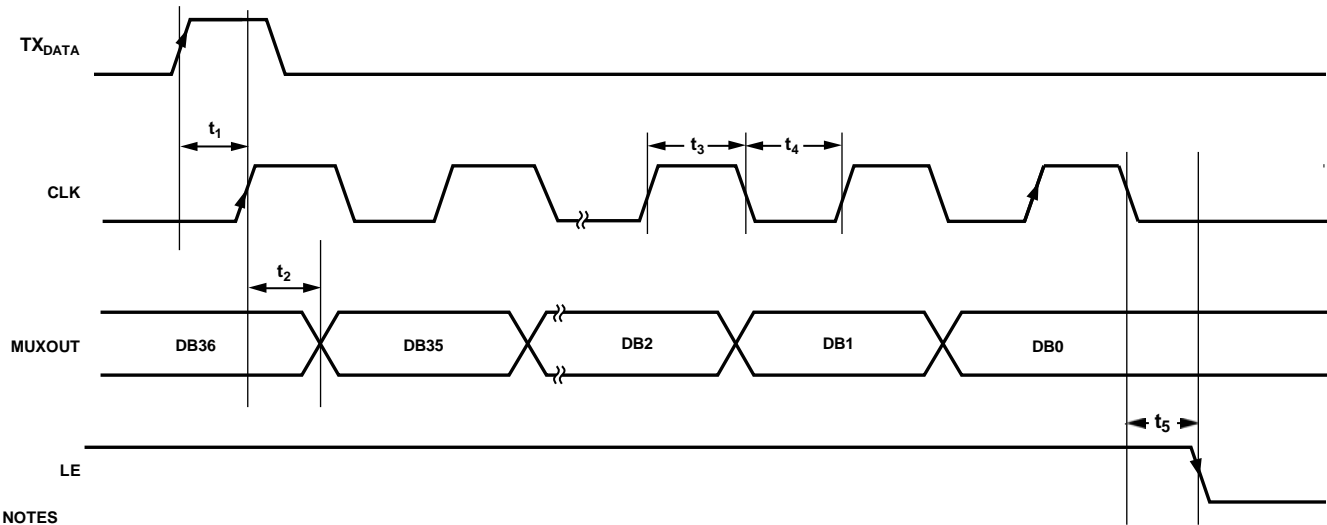 TXDATA
t1
CLK
t3
t4
t2
MUXOUT
DB36
DB35
DB2
DB1
DB0
t5
LE
NOTES